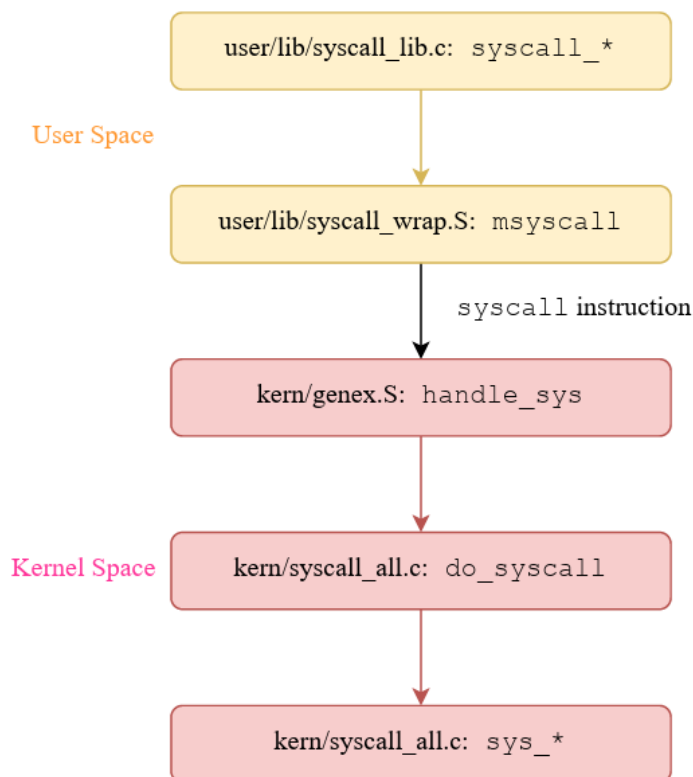 user/lib/syscall_lib.c: syscall_*
User Space
user/lib/syscall_wrap.S: msyscall
syscall instruction
kern/genex.S: handle_sys
Kernel Space
kern/syscall_all.c: do_syscall
kern/syscall_all.c: sys_*